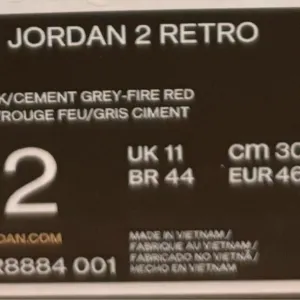 JORDAN 2 RETRO
K/CEMENT GREY-FIRE RED
/ROUGE FEU/GRIS CIMENT
2
UK 11
cm 30
BR 44
EUR 46
DAN.COM
MADE IN VIETNAM /
FABRIQUE AU VIETNAM /
FABRICADO NO VIETNÃ /
HECHO EN VIETNAM
R8884 001